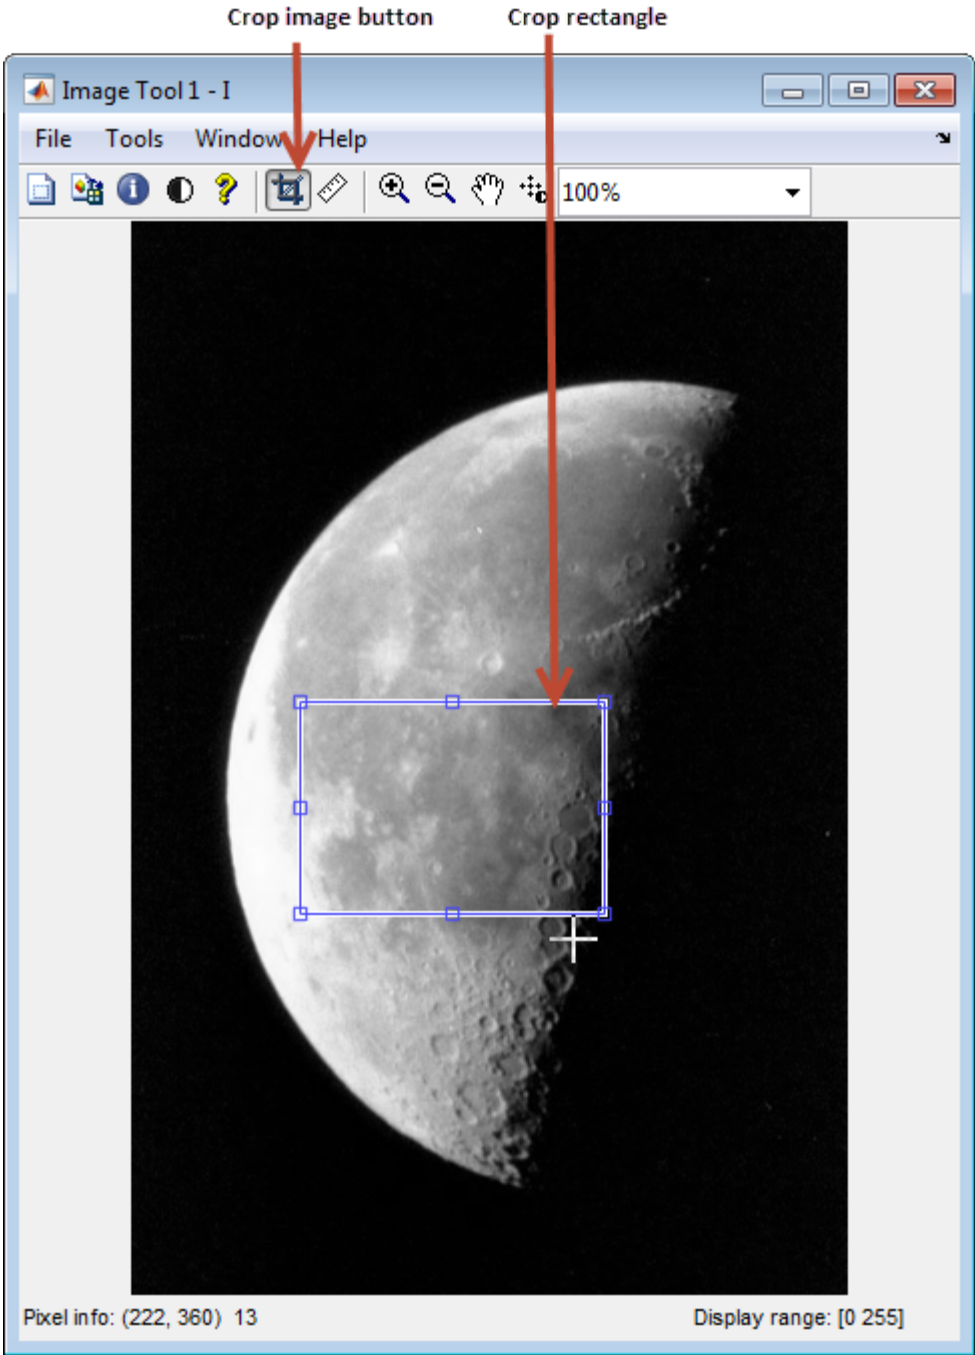 Crop image button Crop rectangle
Image Tool 1 - I
File Tools Window Help
100%
Pixel info: (222, 360) 13 Display range: [0 255]